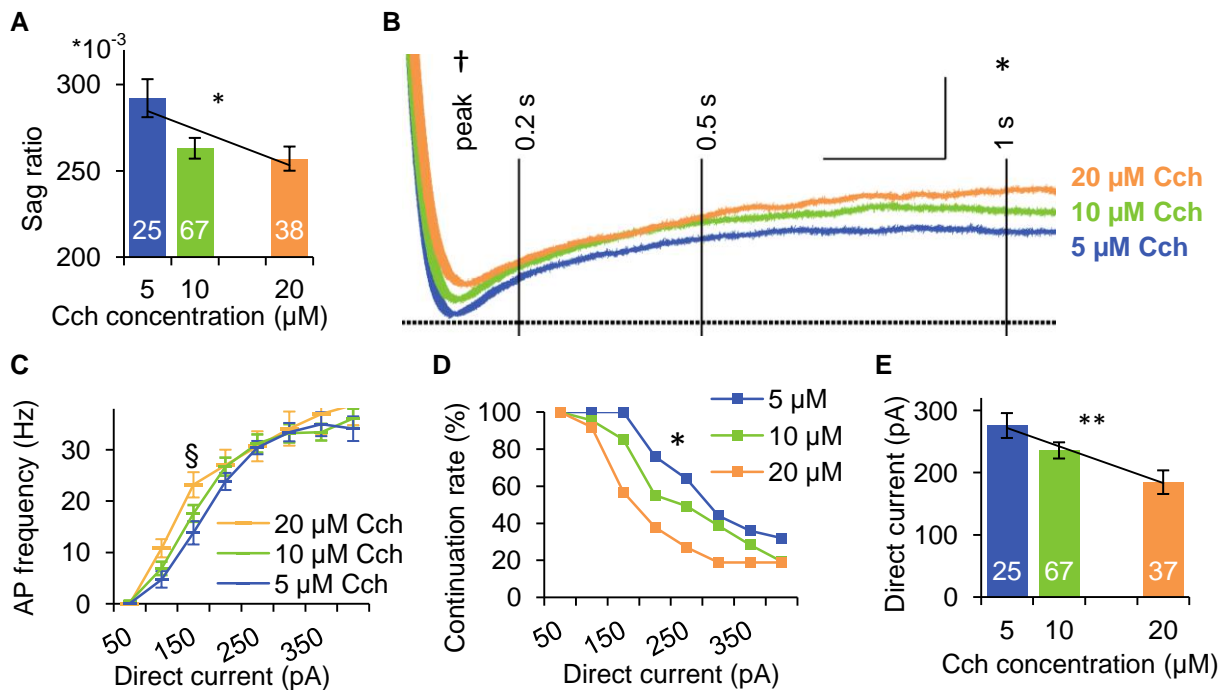 A
*10-3
300
250
200
Sag ratio
*
25 67 38
5 10 20
Cch concentration (µM)
B
†
peak
0.2 s
0.5 s
*
1 s
20 µM Cch
10 µM Cch
5 µM Cch
C
AP frequency (Hz)
30
20
10
0
§
20 µM Cch
10 µM Cch
5 µM Cch
50 150 250 350
Direct current (pA)
D
Continuation rate (%)
100
80
60
40
20
0
*
5 µM
10 µM
20 µM
50 150 250 350
Direct current (pA)
E
Direct current (pA)
300
200
100
0
**
25 67 37
5 10 20
Cch concentration (µM)